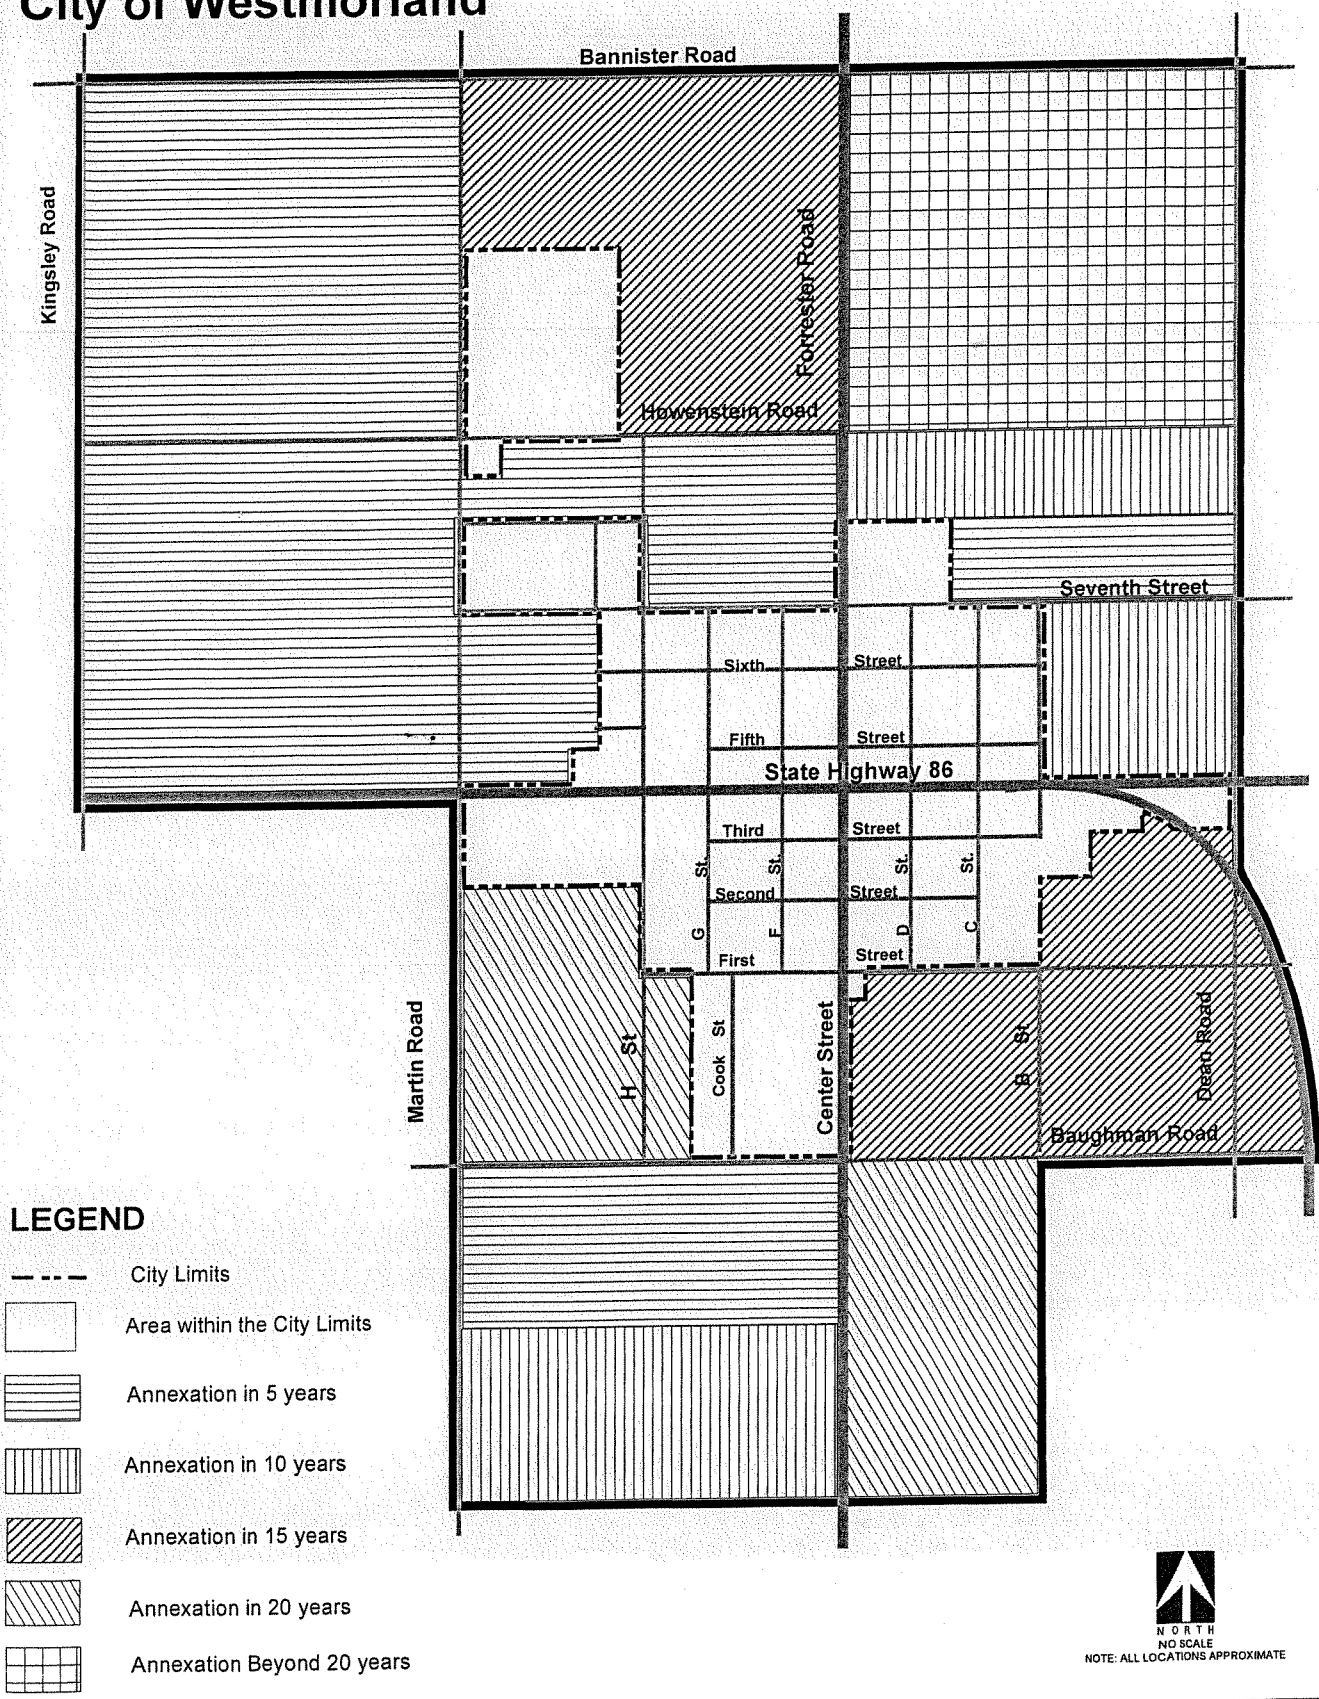 City of Westmorland
Bannister Road
Kingsley Road
Forrester Road
Howenstein Road
Seventh Street
Sixth Street
Fifth Street
State Highway 86
Third Street
G St.
F St.
D St.
C St.
Second Street
First Street
Martin Road
H St
Cook St
Center Street
B St
Dean Road
Baughman Road
LEGEND
City Limits
Area within the City Limits
Annexation in 5 years
Annexation in 10 years
Annexation in 15 years
Annexation in 20 years
Annexation Beyond 20 years
NORTH
NO SCALE
NOTE: ALL LOCATIONS APPROXIMATE